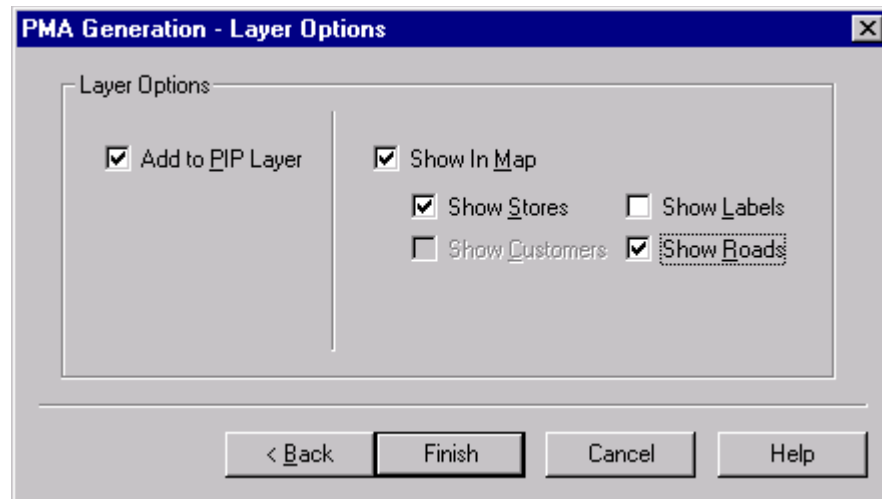 PMA Generation - Layer Options
Layer Options
Add to PIP Layer
Show In Map
Show Stores
Show Labels
Show Customers
Show Roads
< Back
Finish
Cancel
Help